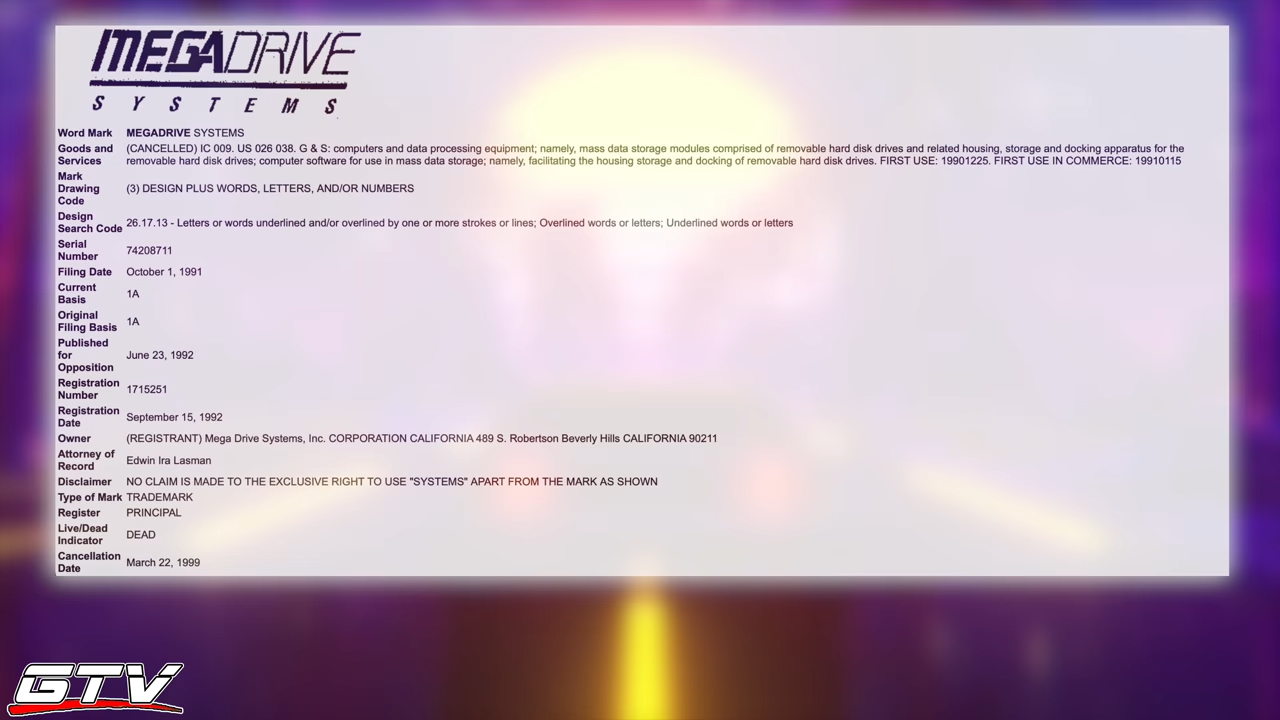 MEGADRIVE
SYSTEMS
Word Mark MEGADRIVE SYSTEMS
Goods and Services (CANCELLED) IC 009. US 026 038. G & S: computers and data processing equipment; namely, mass data storage modules comprised of removable hard disk drives and related housing, storage and docking apparatus for the
removable hard disk drives; computer software for use in mass data storage; namely, facilitating the housing storage and docking of removable hard disk drives. FIRST USE: 19901225. FIRST USE IN COMMERCE: 19910115
Mark Drawing Code (3) DESIGN PLUS WORDS, LETTERS, AND/OR NUMBERS
Design Search Code 26.17.13 - Letters or words underlined and/or overlined by one or more strokes or lines; Overlined words or letters; Underlined words or letters
Serial Number 74208711
Filing Date October 1, 1991
Current Basis 1A
Original Filing Basis 1A
Published for Opposition June 23, 1992
Registration Number 1715251
Registration Date September 15, 1992
Owner (REGISTRANT) Mega Drive Systems, Inc. CORPORATION CALIFORNIA 489 S. Robertson Beverly Hills CALIFORNIA 90211
Attorney of Record Edwin Ira Lasman
Disclaimer NO CLAIM IS MADE TO THE EXCLUSIVE RIGHT TO USE "SYSTEMS" APART FROM THE MARK AS SHOWN
Type of Mark TRADEMARK
Register PRINCIPAL
Live/Dead Indicator DEAD
Cancellation Date March 22, 1999
GTV